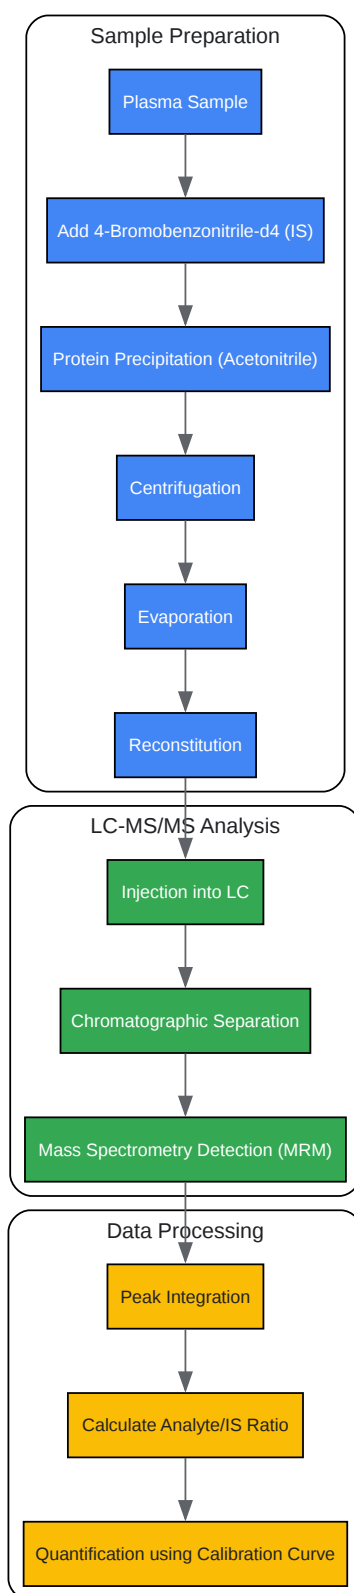 Sample Preparation
Plasma Sample
Add 4-Bromobenzonitrile-d4 (IS)
Protein Precipitation (Acetonitrile)
Centrifugation
Evaporation
Reconstitution
LC-MS/MS Analysis
Injection into LC
Chromatographic Separation
Mass Spectrometry Detection (MRM)
Data Processing
Peak Integration
Calculate Analyte/IS Ratio
Quantification using Calibration Curve